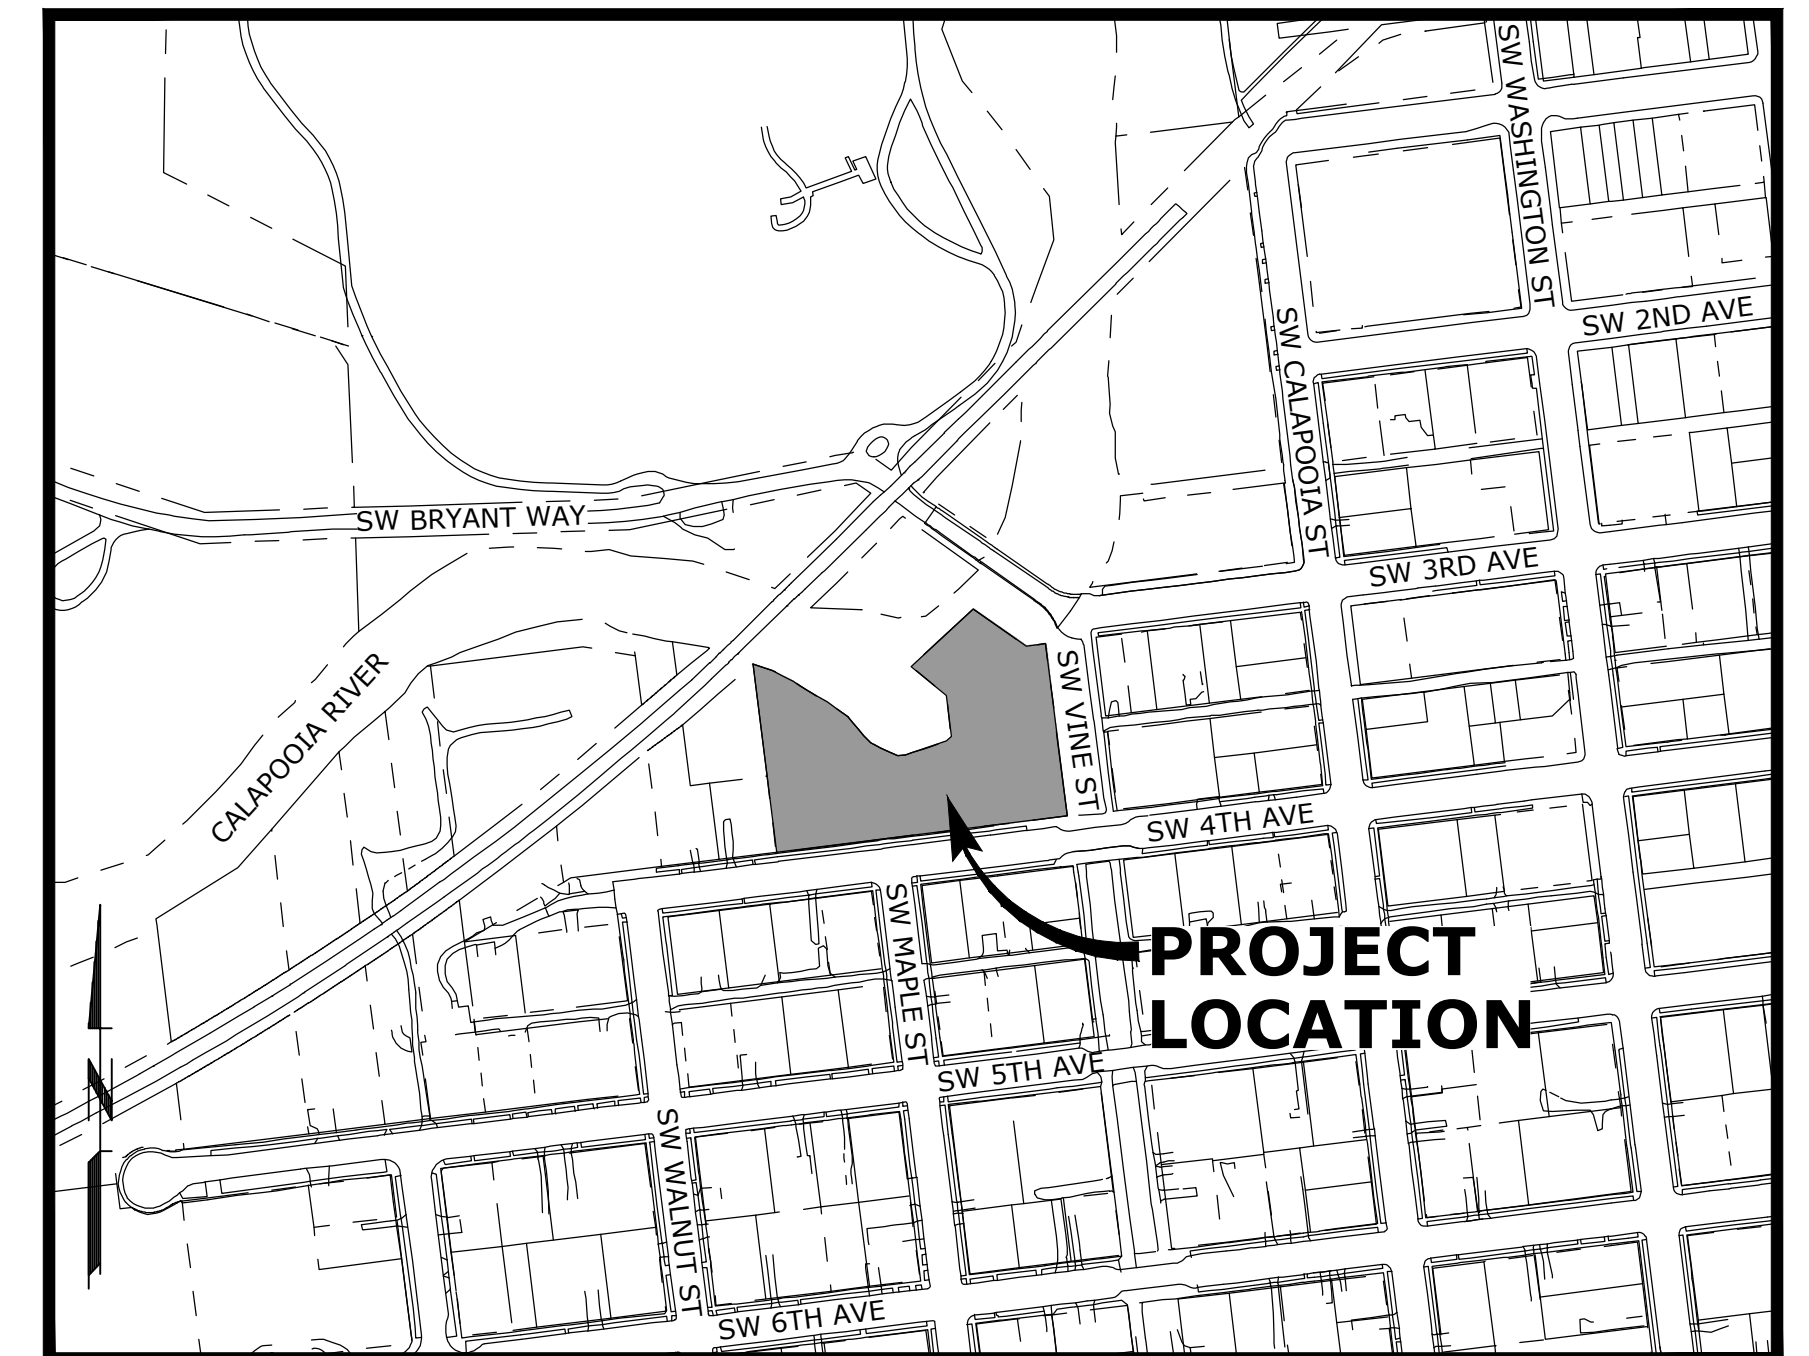 SW WASHINGTON ST
SW 2ND AVE
SW CALAPOOIA ST
SW BRYANT WAY
SW 3RD AVE
CALAPOOIA RIVER
SW VINE ST
SW 4TH AVE
SW MAPLE ST
PROJECT
LOCATION
SW 5TH AVE
N
SW WALNUT ST
SW 6TH AVE